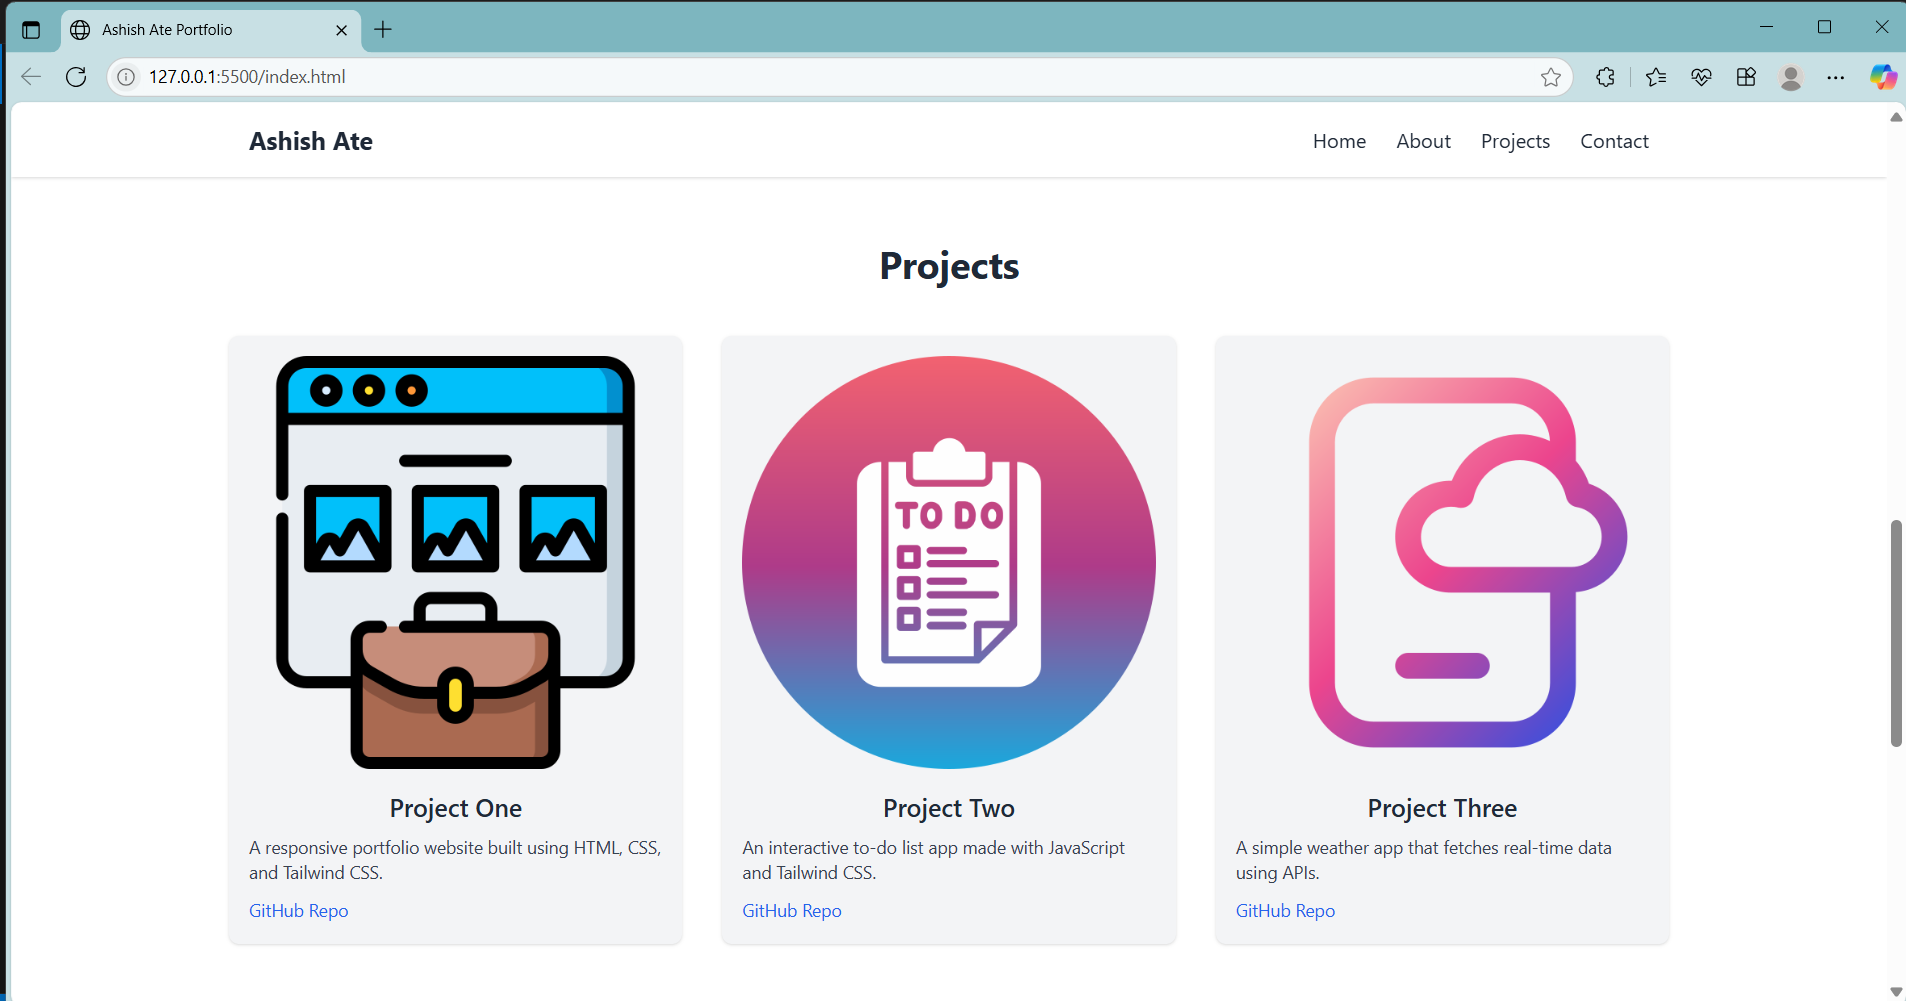 Ashish Ate Portfolio
127.0.0.1:5500/index.html
Ashish Ate
Home About Projects Contact
Projects
TO DO
Project One
A responsive portfolio website built using HTML, CSS,
and Tailwind CSS.
GitHub Repo
Project Two
An interactive to-do list app made with JavaScript
and Tailwind CSS.
GitHub Repo
Project Three
A simple weather app that fetches real-time data
using APIs.
GitHub Repo